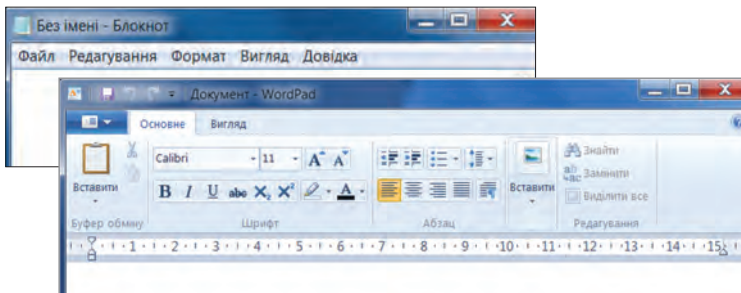 Без імені - Блокнот
Файл Редагування Формат Вигляд Довідка
Документ - WordPad
Основне Вигляд
Calibri 11 A A
Знайти
Замінити
Виділити все
Вставити
B I U abc X₂ X² A
Вставити
Буфер обміну Шрифт Абзац Редагування
1 1 2 3 4 5 6 7 8 9 10 11 12 13 14 15